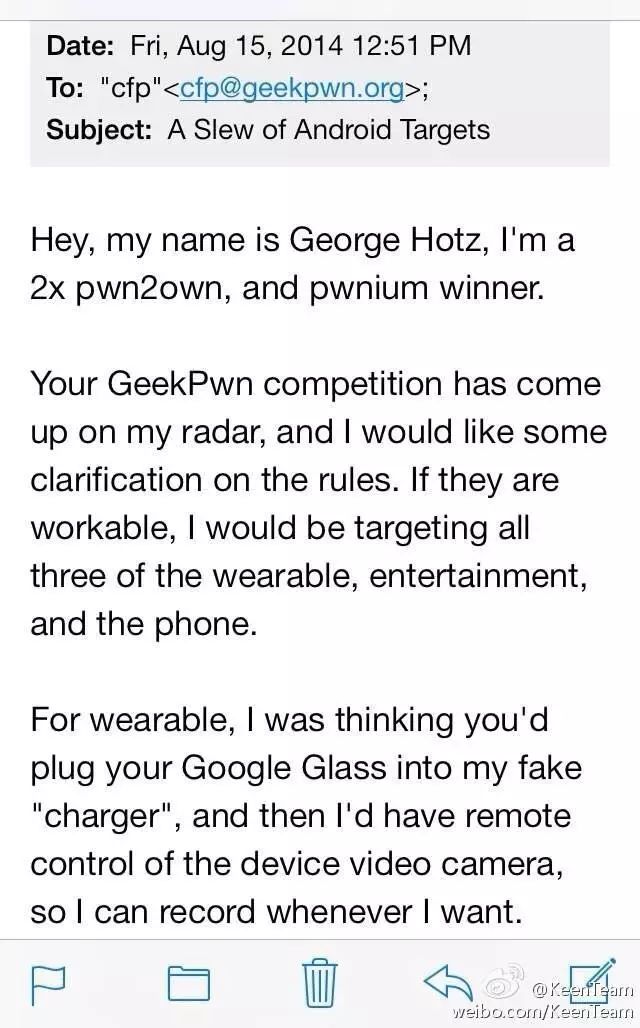 Date: Fri, Aug 15, 2014 12:51 PM
To: "cfp"<cfp@geekpwn.org>;
Subject: A Slew of Android Targets
Hey, my name is George Hotz, I'm a
2x pwn2own, and pwnium winner.
Your GeekPwn competition has come
up on my radar, and I would like some
clarification on the rules. If they are
workable, I would be targeting all
three of the wearable, entertainment,
and the phone.
For wearable, I was thinking you'd
plug your Google Glass into my fake
"charger", and then I'd have remote
control of the device video camera,
so I can record whenever I want.
@KeenTeam
weibo.com/KeenTeam